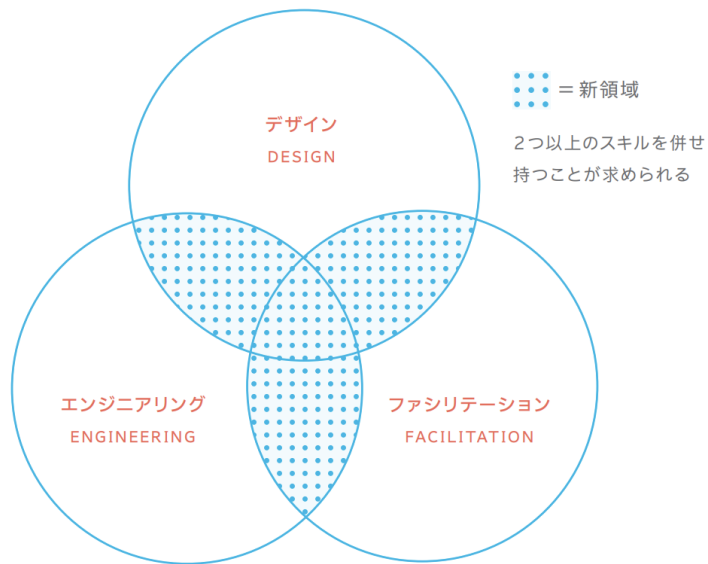 デザイン
DESIGN
＝新領域
2つ以上のスキルを併せ
持つことが求められる
エンジニアリング
ENGINEERING
ファシリテーション
FACILITATION